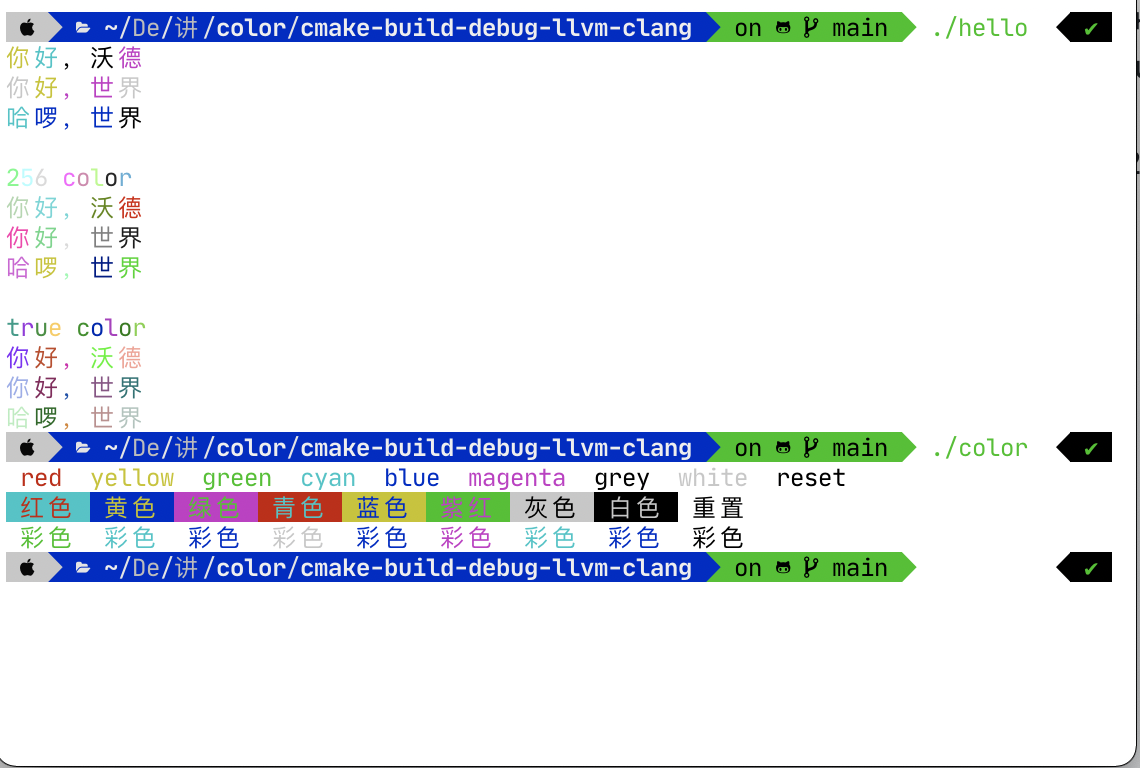 ~/De/讲/color/cmake-build-debug-llvm-clang on main ./hello ✔
你好, 沃德
你好, 世界
哈啰, 世界
256 color
你好, 沃德
你好, 世界
哈啰, 世界
true color
你好, 沃德
你好, 世界
哈啰, 世界
~/De/讲/color/cmake-build-debug-llvm-clang on main ./color ✔
red yellow green cyan blue magenta grey white reset
红色 黄色 绿色 青色 蓝色 紫红 灰色 白色 重置
彩色 彩色 彩色 彩色 彩色 彩色 彩色 彩色 彩色
~/De/讲/color/cmake-build-debug-llvm-clang on main ✔